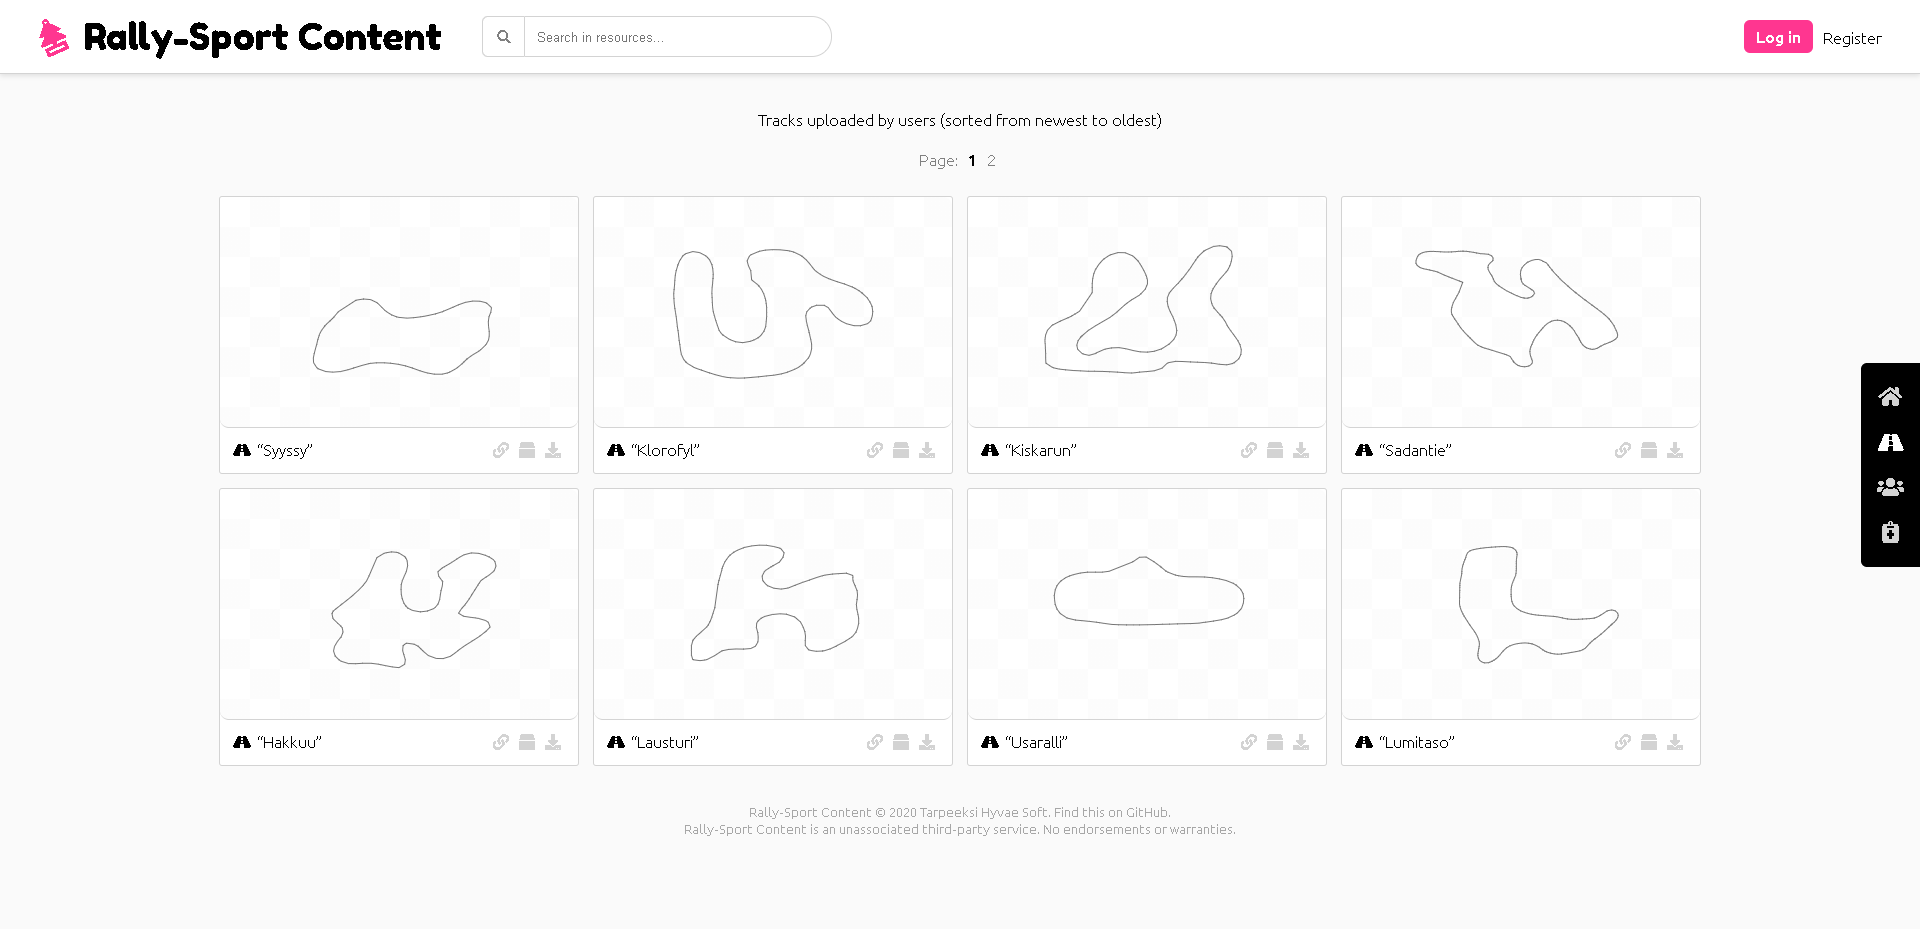 Rally-Sport Content
Search in resources...
Log in
Register
Tracks uploaded by users (sorted from newest to oldest)
Page: 1 2
“Syyssy”
“Klorofyl”
“Kiskarun”
“Sadantie”
“Hakkuu”
“Lausturi”
“Usaralli”
“Lumitaso”
Rally-Sport Content © 2020 Tarpeeksi Hyvae Soft. Find this on GitHub.
Rally-Sport Content is an unassociated third-party service. No endorsements or warranties.